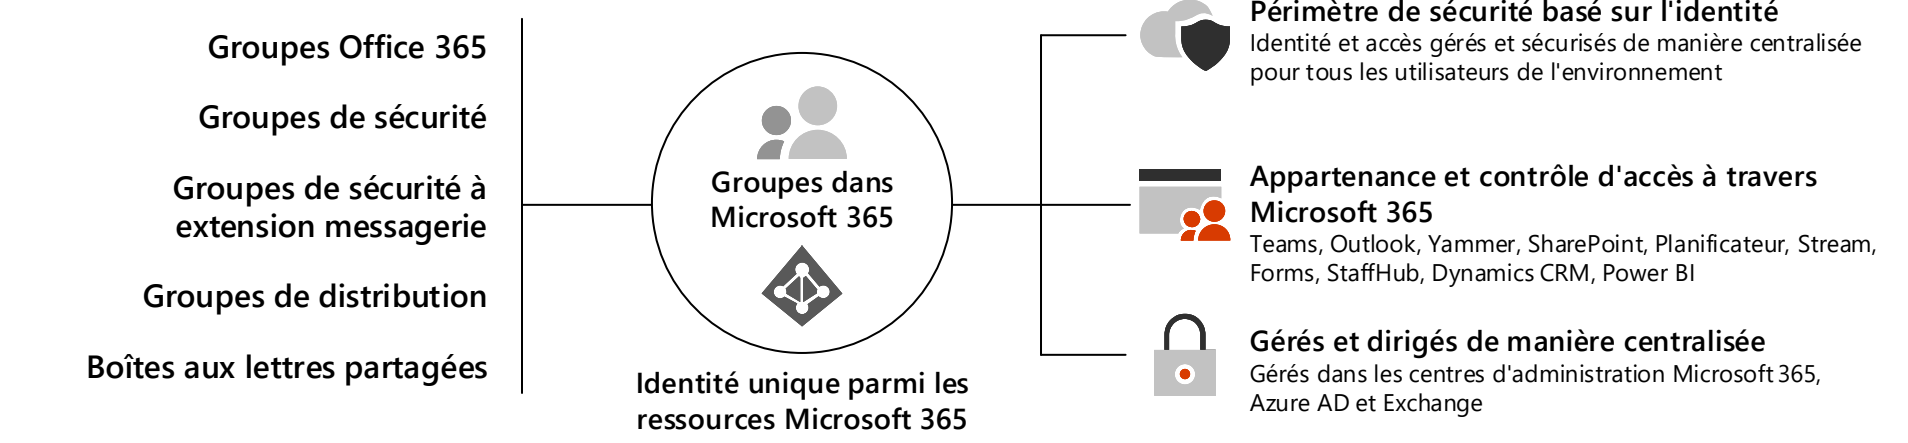 Groupes Office 365
Groupes de sécurité
Groupes de sécurité à
extension messagerie
Groupes de distribution
Boîtes aux lettres partagées
Groupes dans
Microsoft 365
Identité unique parmi les
ressources Microsoft 365
Périmètre de sécurité basé sur l'identité
Identité et accès gérés et sécurisés de manière centralisée
pour tous les utilisateurs de l'environnement
Appartenance et contrôle d'accès à travers
Microsoft 365
Teams, Outlook, Yammer, SharePoint, Planificateur, Stream,
Forms, StaffHub, Dynamics CRM, Power BI
Gérés et dirigés de manière centralisée
Gérés dans les centres d'administration Microsoft 365,
Azure AD et Exchange